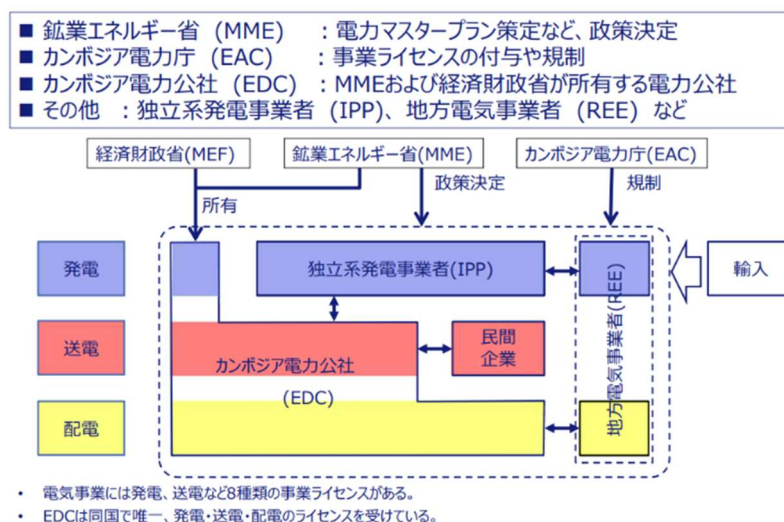 ■ 鉱業エネルギー省 (MME) ：電力マスタープラン策定など、政策決定
■ カンボジア電力庁 (EAC) ：事業ライセンスの付与や規制
■ カンボジア電力公社 (EDC) ：MMEおよび経済財政省が所有する電力公社
■ その他 ：独立系発電事業者 (IPP)、地方電気事業者 (REE) など
経済財政省(MEF)
鉱業エネルギー省(MME)
カンボジア電力庁(EAC)
所有
政策決定
規制
発電
独立系発電事業者(IPP)
地方電気事業者(REE)
輸入
送電
カンボジア電力公社
(EDC)
民間
企業
配電
• 電気事業には発電、送電など8種類の事業ライセンスがある。
• EDCは同国で唯一、発電・送電・配電のライセンスを受けている。